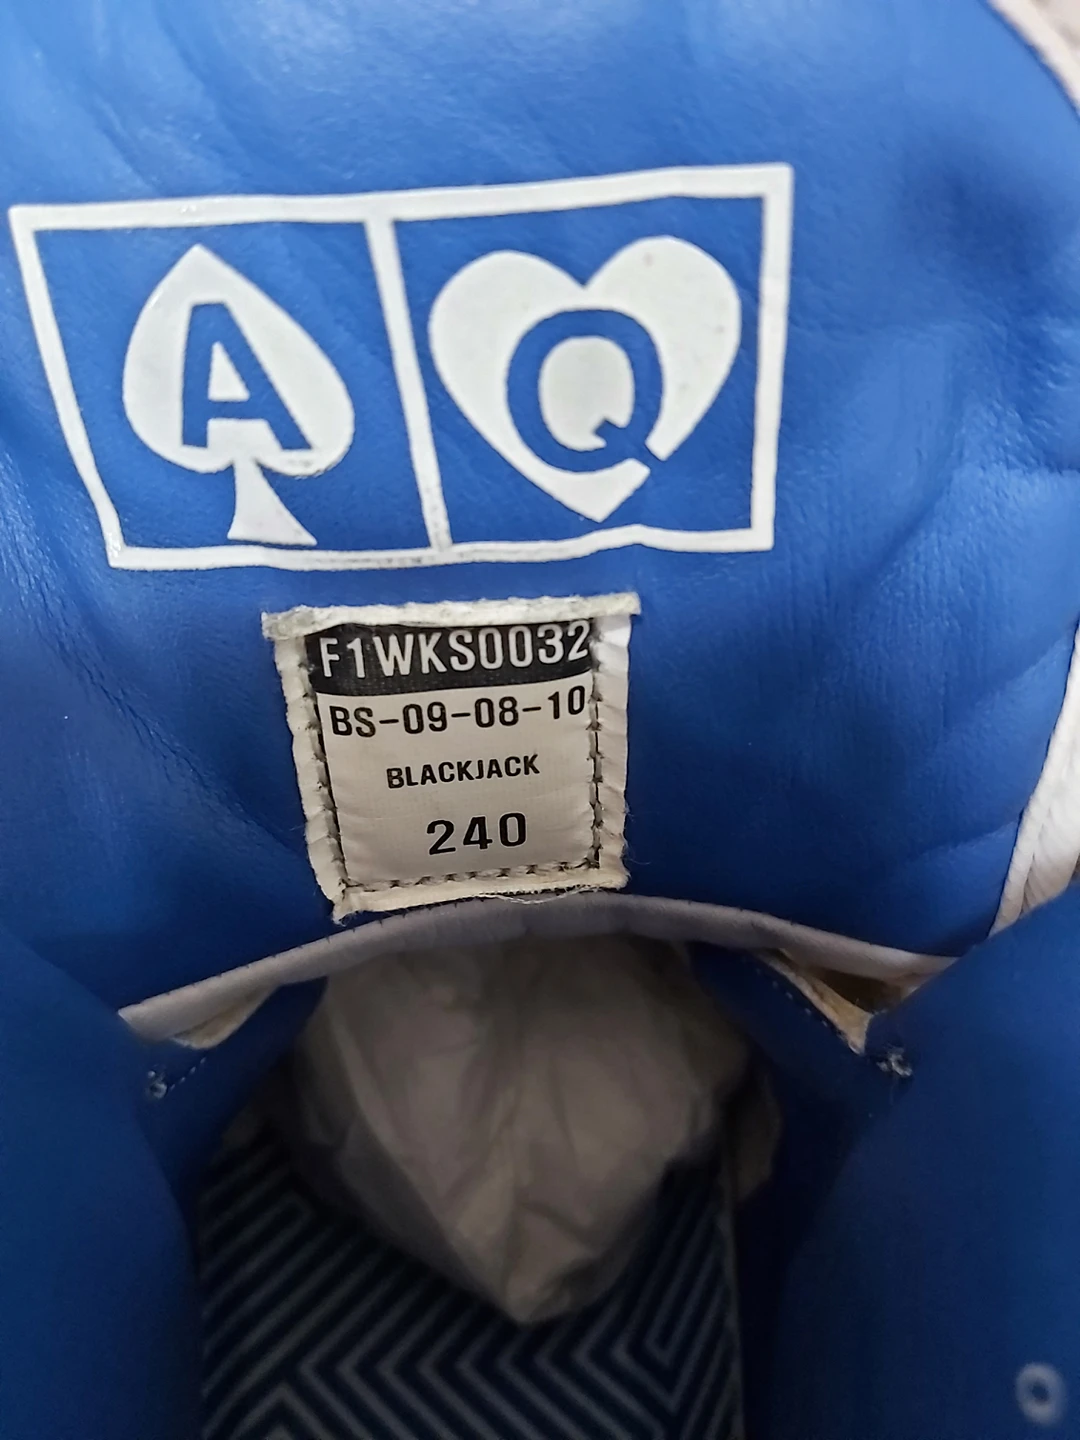 A Q
F1WKS0032
BS-09-08-10
BLACKJACK
240